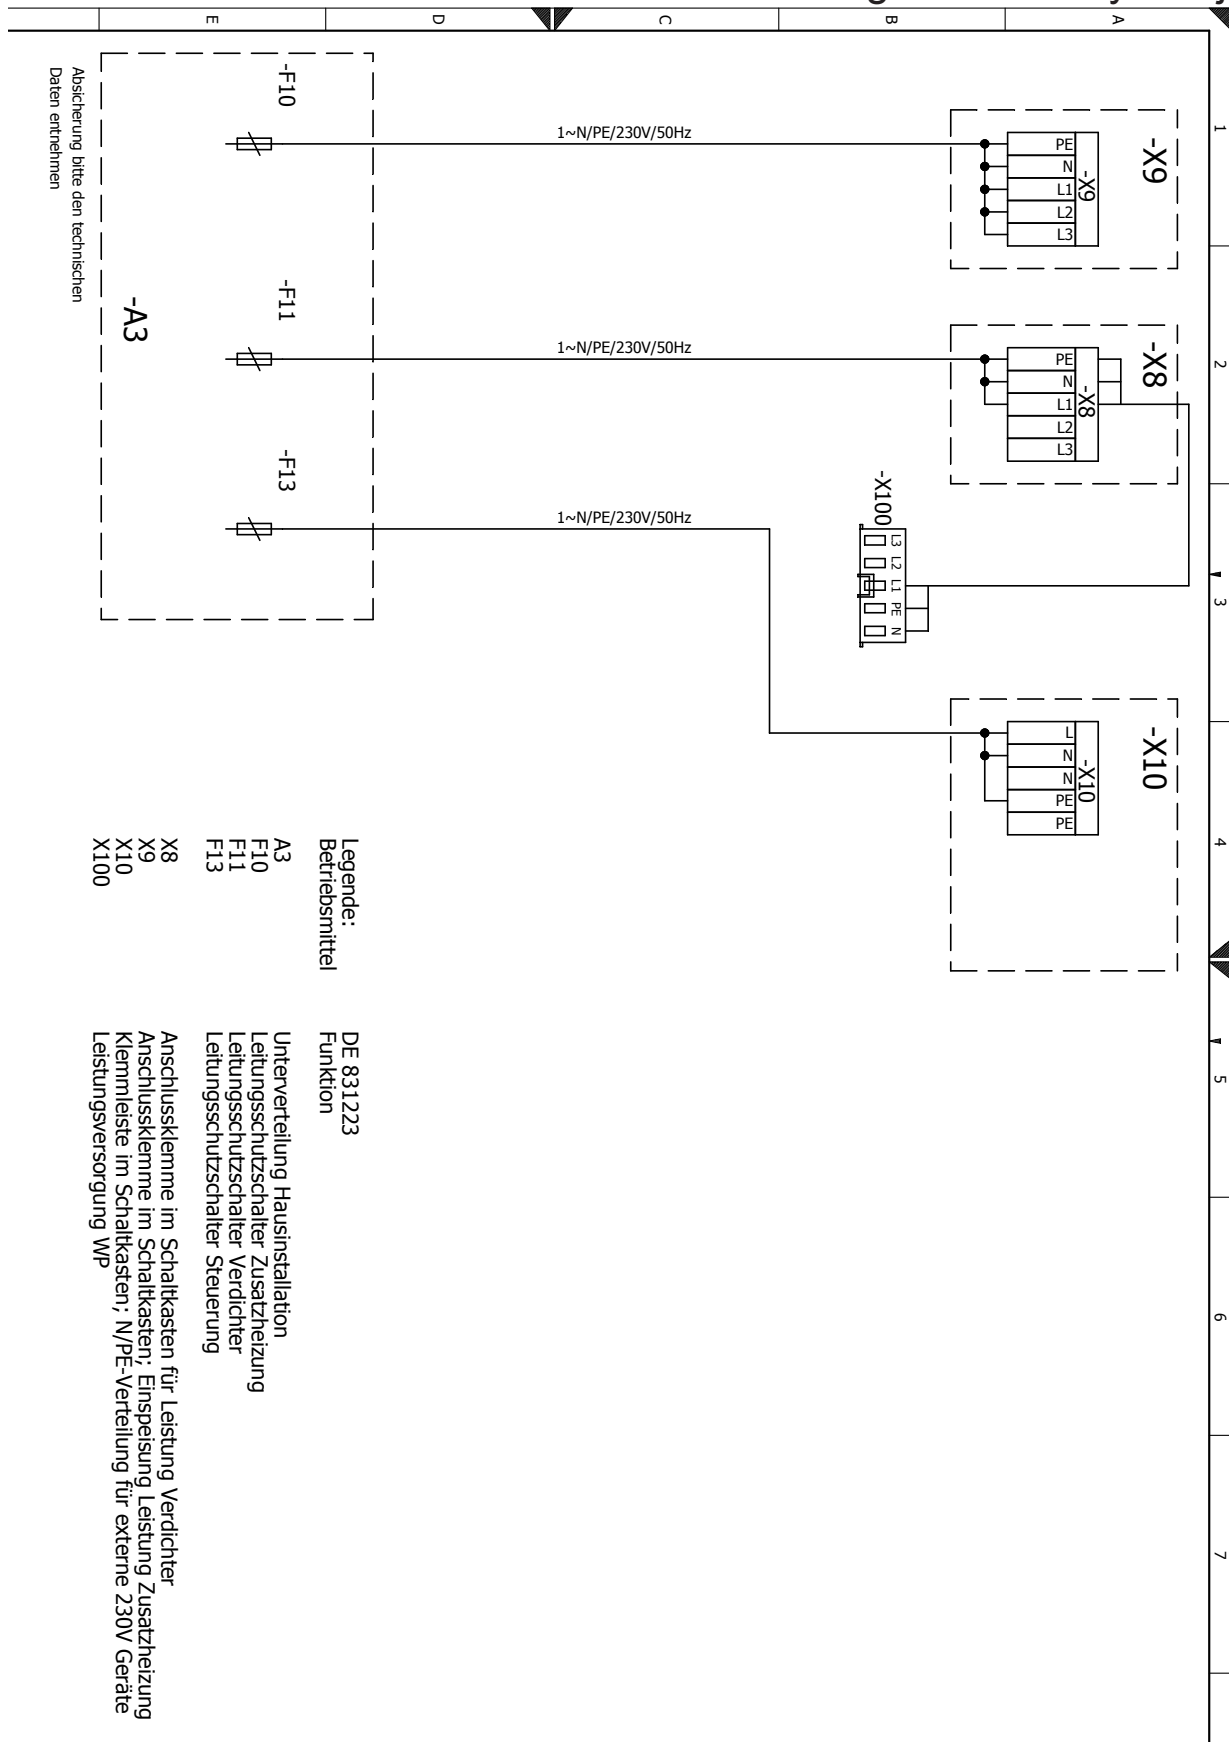 1
2
3
4
5
6
7
A
B
C
D
E
-X9
-X9
PE
N
L1
L2
L3
-X8
-X8
PE
N
L1
L2
L3
-X100
L3
L2
L1
PE
N
-X10
-X10
L
N
N
PE
PE
1~N/PE/230V/50Hz
1~N/PE/230V/50Hz
1~N/PE/230V/50Hz
-F10
-F11
-F13
-A3
Absicherung bitte den technischen
Daten entnehmen
Legende: DE 831223
Betriebsmittel Funktion
A3 Unterverteilung Hausinstallation
F10 Leitungsschutzschalter Zusatzheizung
F11 Leitungsschutzschalter Verdichter
F13 Leitungsschutzschalter Steuerung
X8 Anschlussklemme im Schaltkasten für Leistung Verdichter
X9 Anschlussklemme im Schaltkasten; Einspeisung Leistung Zusatzheizung
X10 Klemmleiste im Schaltkasten; N/PE-Verteilung für externe 230V Geräte
X100 Leistungsversorgung WP